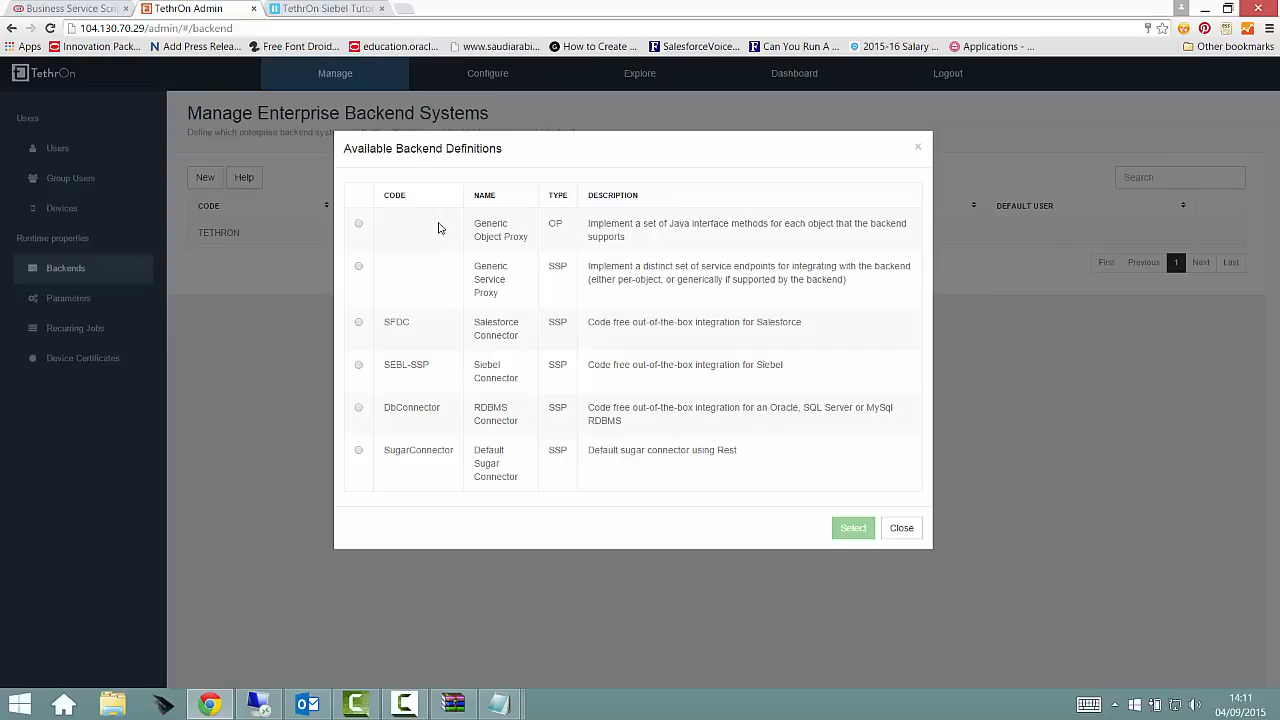 Business Service Scri
TethrOn Admin
TethrOn Siebel Tuto
104.130.70.29/admin/#/backend
Apps
Innovation Pack...
Add Press Relea...
Free Font Droid...
education.oracl...
www.saudiarabi...
How to Create ...
SalesforceVoice...
Can You Run A ...
2015-16 Salary ...
Applications - ...
Other bookmarks
TethrOn
Manage
Configure
Explore
Dashboard
Logout
Users
Users
Group Users
Devices
Runtime properties
Backends
Parameters
Recurring Jobs
Device Certificates
Manage Enterprise Backend Systems
Define which enterprise backend syst
New
Help
Search
CODE
DEFAULT USER
TETHRON
First
Previous
1
Next
Last
Available Backend Definitions
×
CODE NAME TYPE DESCRIPTION
Generic Object Proxy
OP
Implement a set of Java interface methods for each object that the backend
supports
Generic
Service
Proxy
SSP
Implement a distinct set of service endpoints for integrating with the backend
(either per-object, or generically if supported by the backend)
SFDC
Salesforce
Connector
SSP
Code free out-of-the-box integration for Salesforce
SEBL-SSP
Siebel
Connector
SSP
Code free out-of-the-box integration for Siebel
DbConnector
RDBMS
Connector
SSP
Code free out-of-the-box integration for an Oracle, SQL Server or MySql
RDBMS
SugarConnector
Default
Sugar
Connector
SSP
Default sugar connector using Rest
Select
Close
14:11
04/09/2015